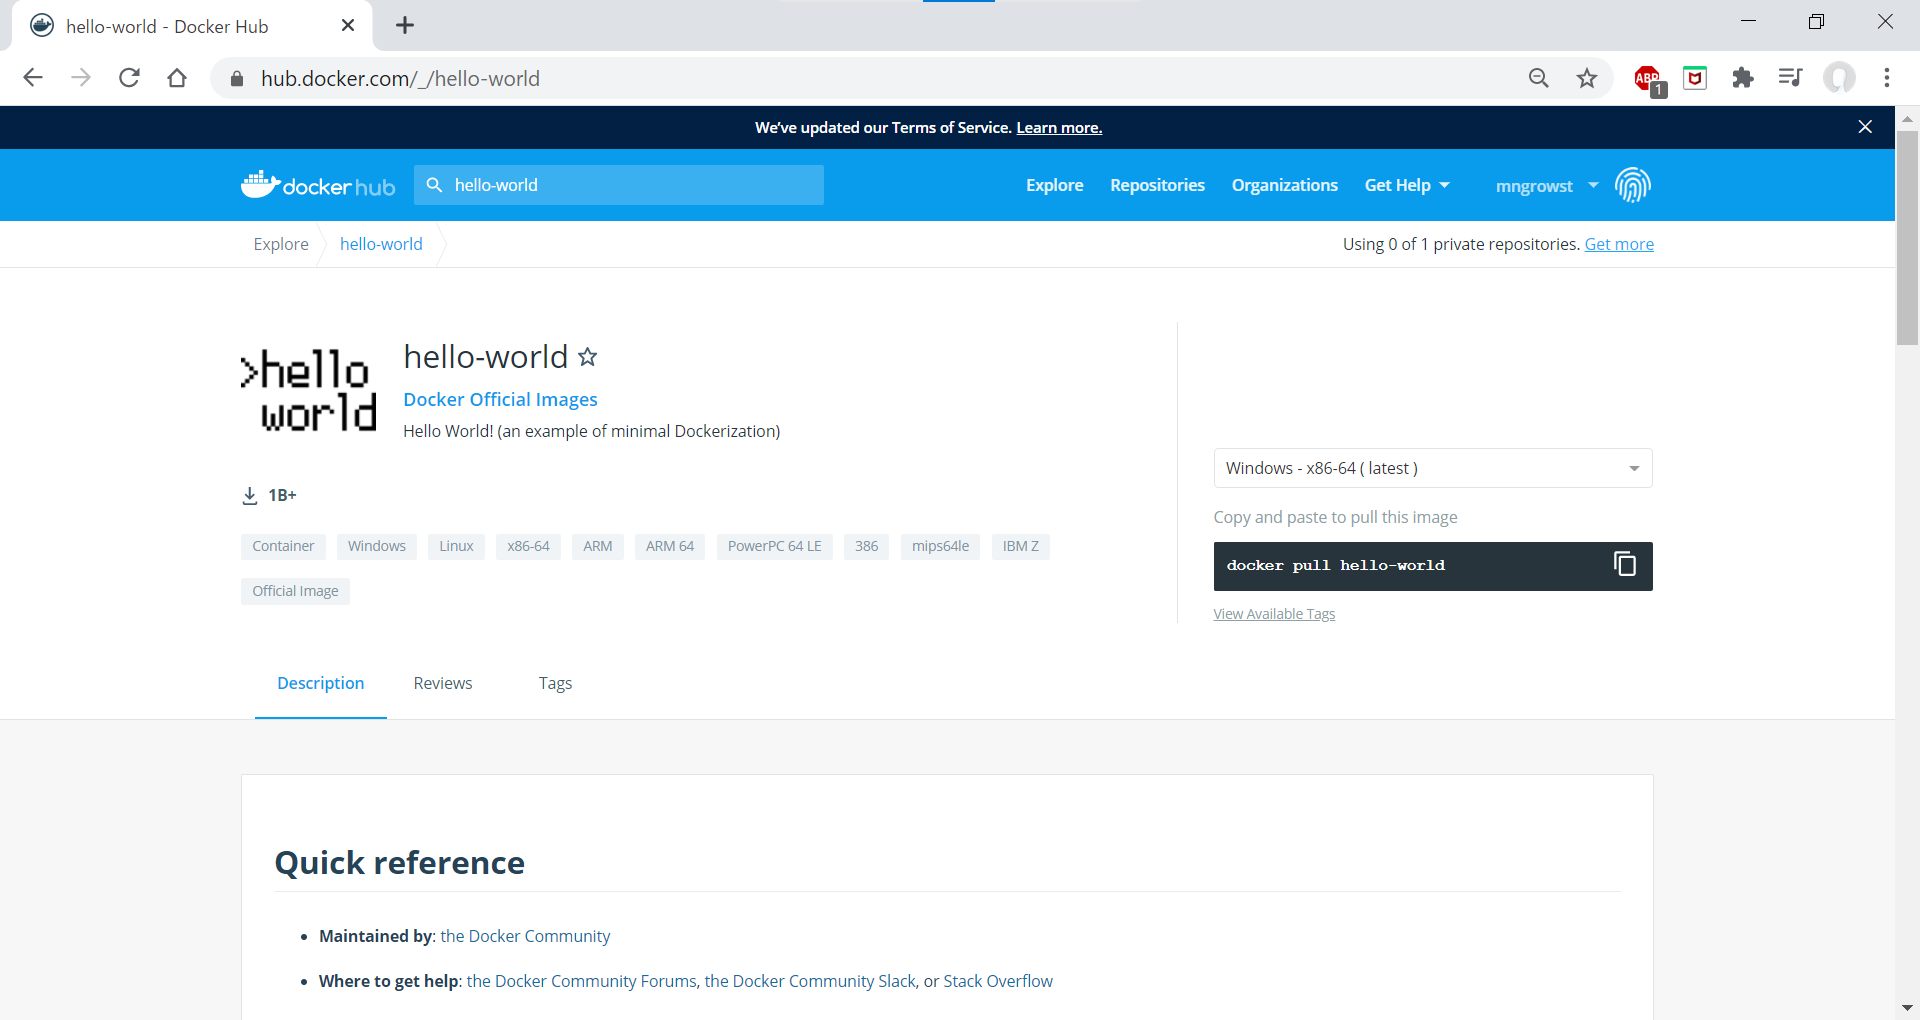 hello-world - Docker Hub
hub.docker.com/_/hello-world
ABP
1
We've updated our Terms of Service. Learn more.
docker hub
hello-world
Explore
Repositories
Organizations
Get Help
mngrowst
Explore
hello-world
Using 0 of 1 private repositories. Get more
>hello
world
hello-world
Docker Official Images
Hello World! (an example of minimal Dockerization)
1B+
Container
Windows
Linux
x86-64
ARM
ARM 64
PowerPC 64 LE
386
mips64le
IBM Z
Official Image
Windows - x86-64 ( latest )
Copy and paste to pull this image
docker pull hello-world
View Available Tags
Description
Reviews
Tags
Quick reference
• Maintained by: the Docker Community
• Where to get help: the Docker Community Forums, the Docker Community Slack, or Stack Overflow